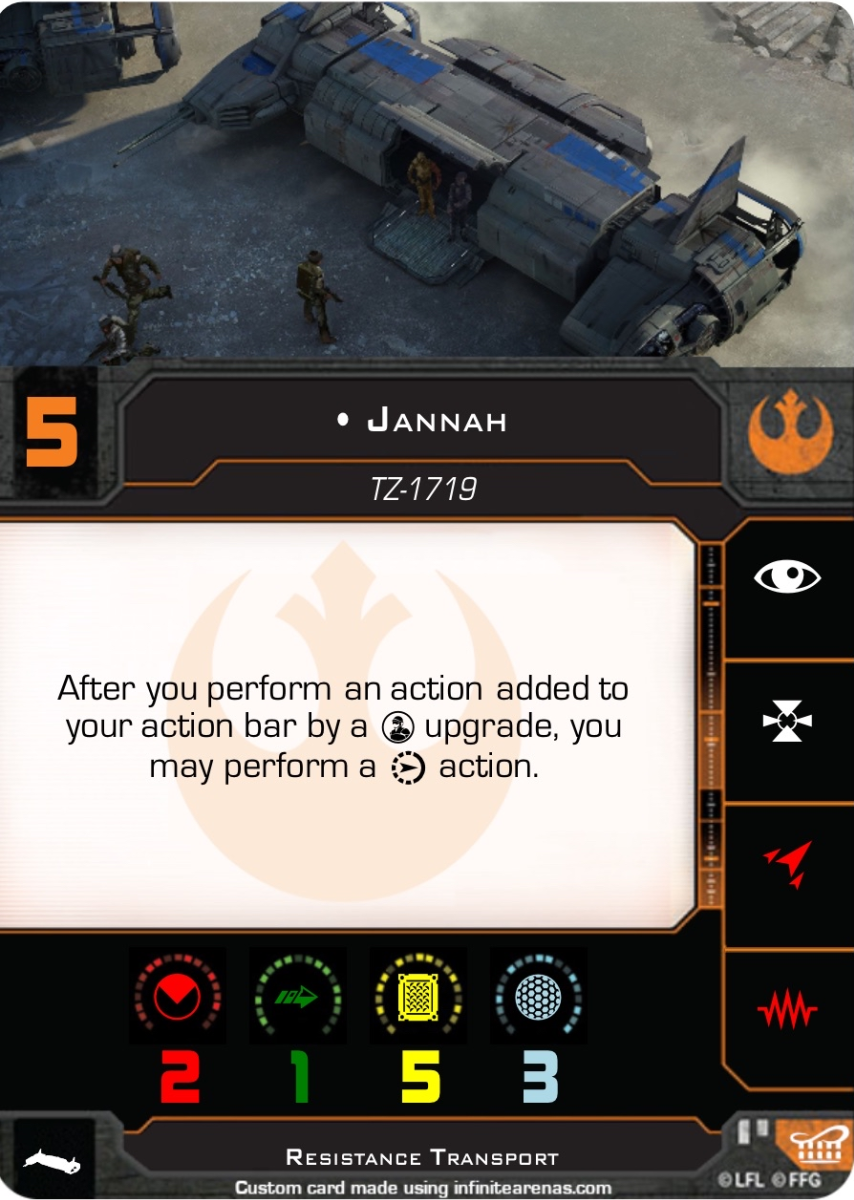 5
• Jannah
TZ-1719
After you perform an action added to
your action bar by a upgrade, you
may perform a action.
2 1 5 3
Resistance Transport
Custom card made using infinitearenas.com
©LFL ©FFG